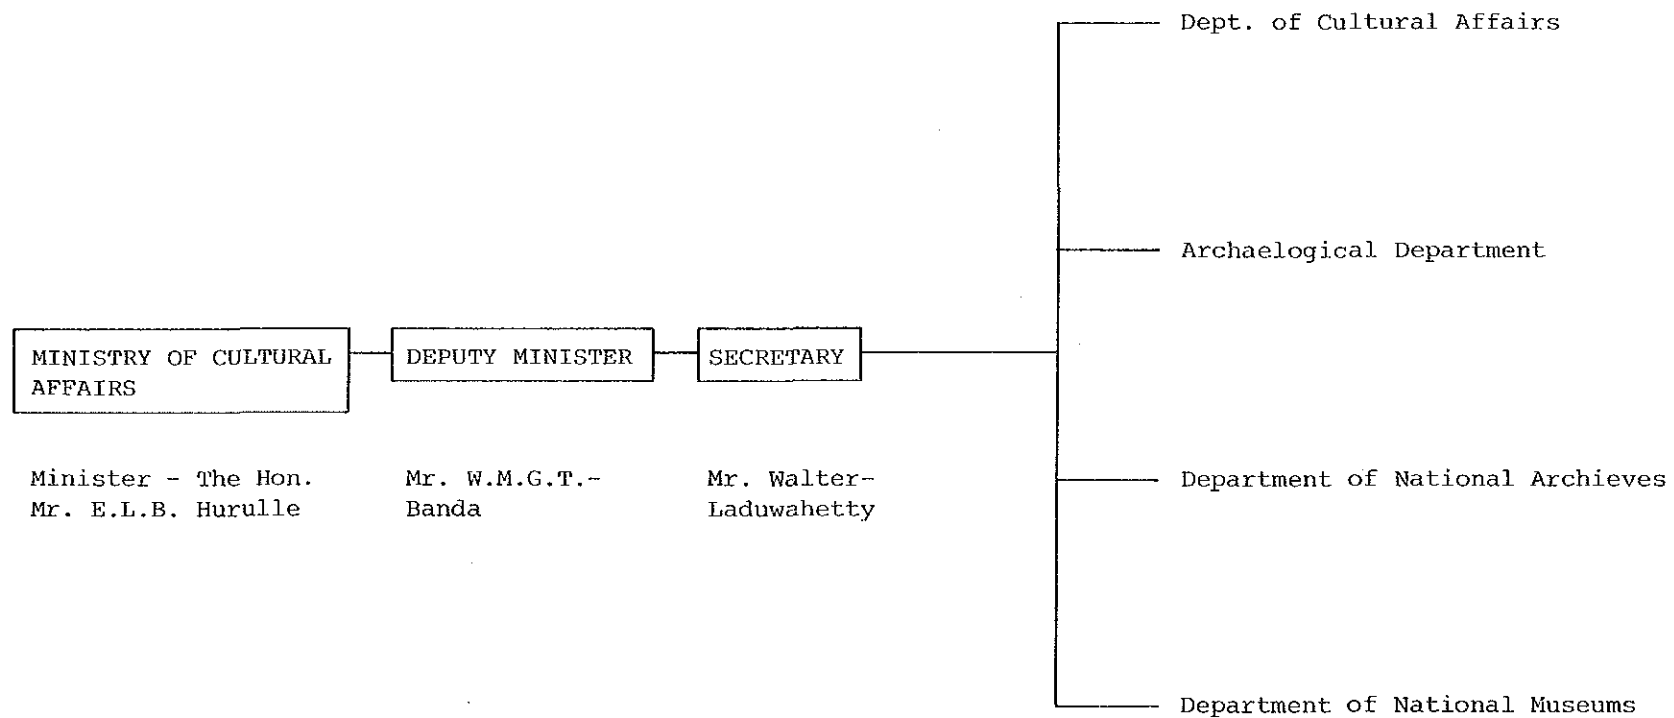 Dept. of Cultural Affairs
Archaelogical Department
MINISTRY OF CULTURAL
AFFAIRS
DEPUTY MINISTER
SECRETARY
Minister - The Hon.
Mr. E.L.B. Hurulle
Mr. W.M.G.T.-
Banda
Mr. Walter-
Laduwahetty
Department of National Archieves
Department of National Museums